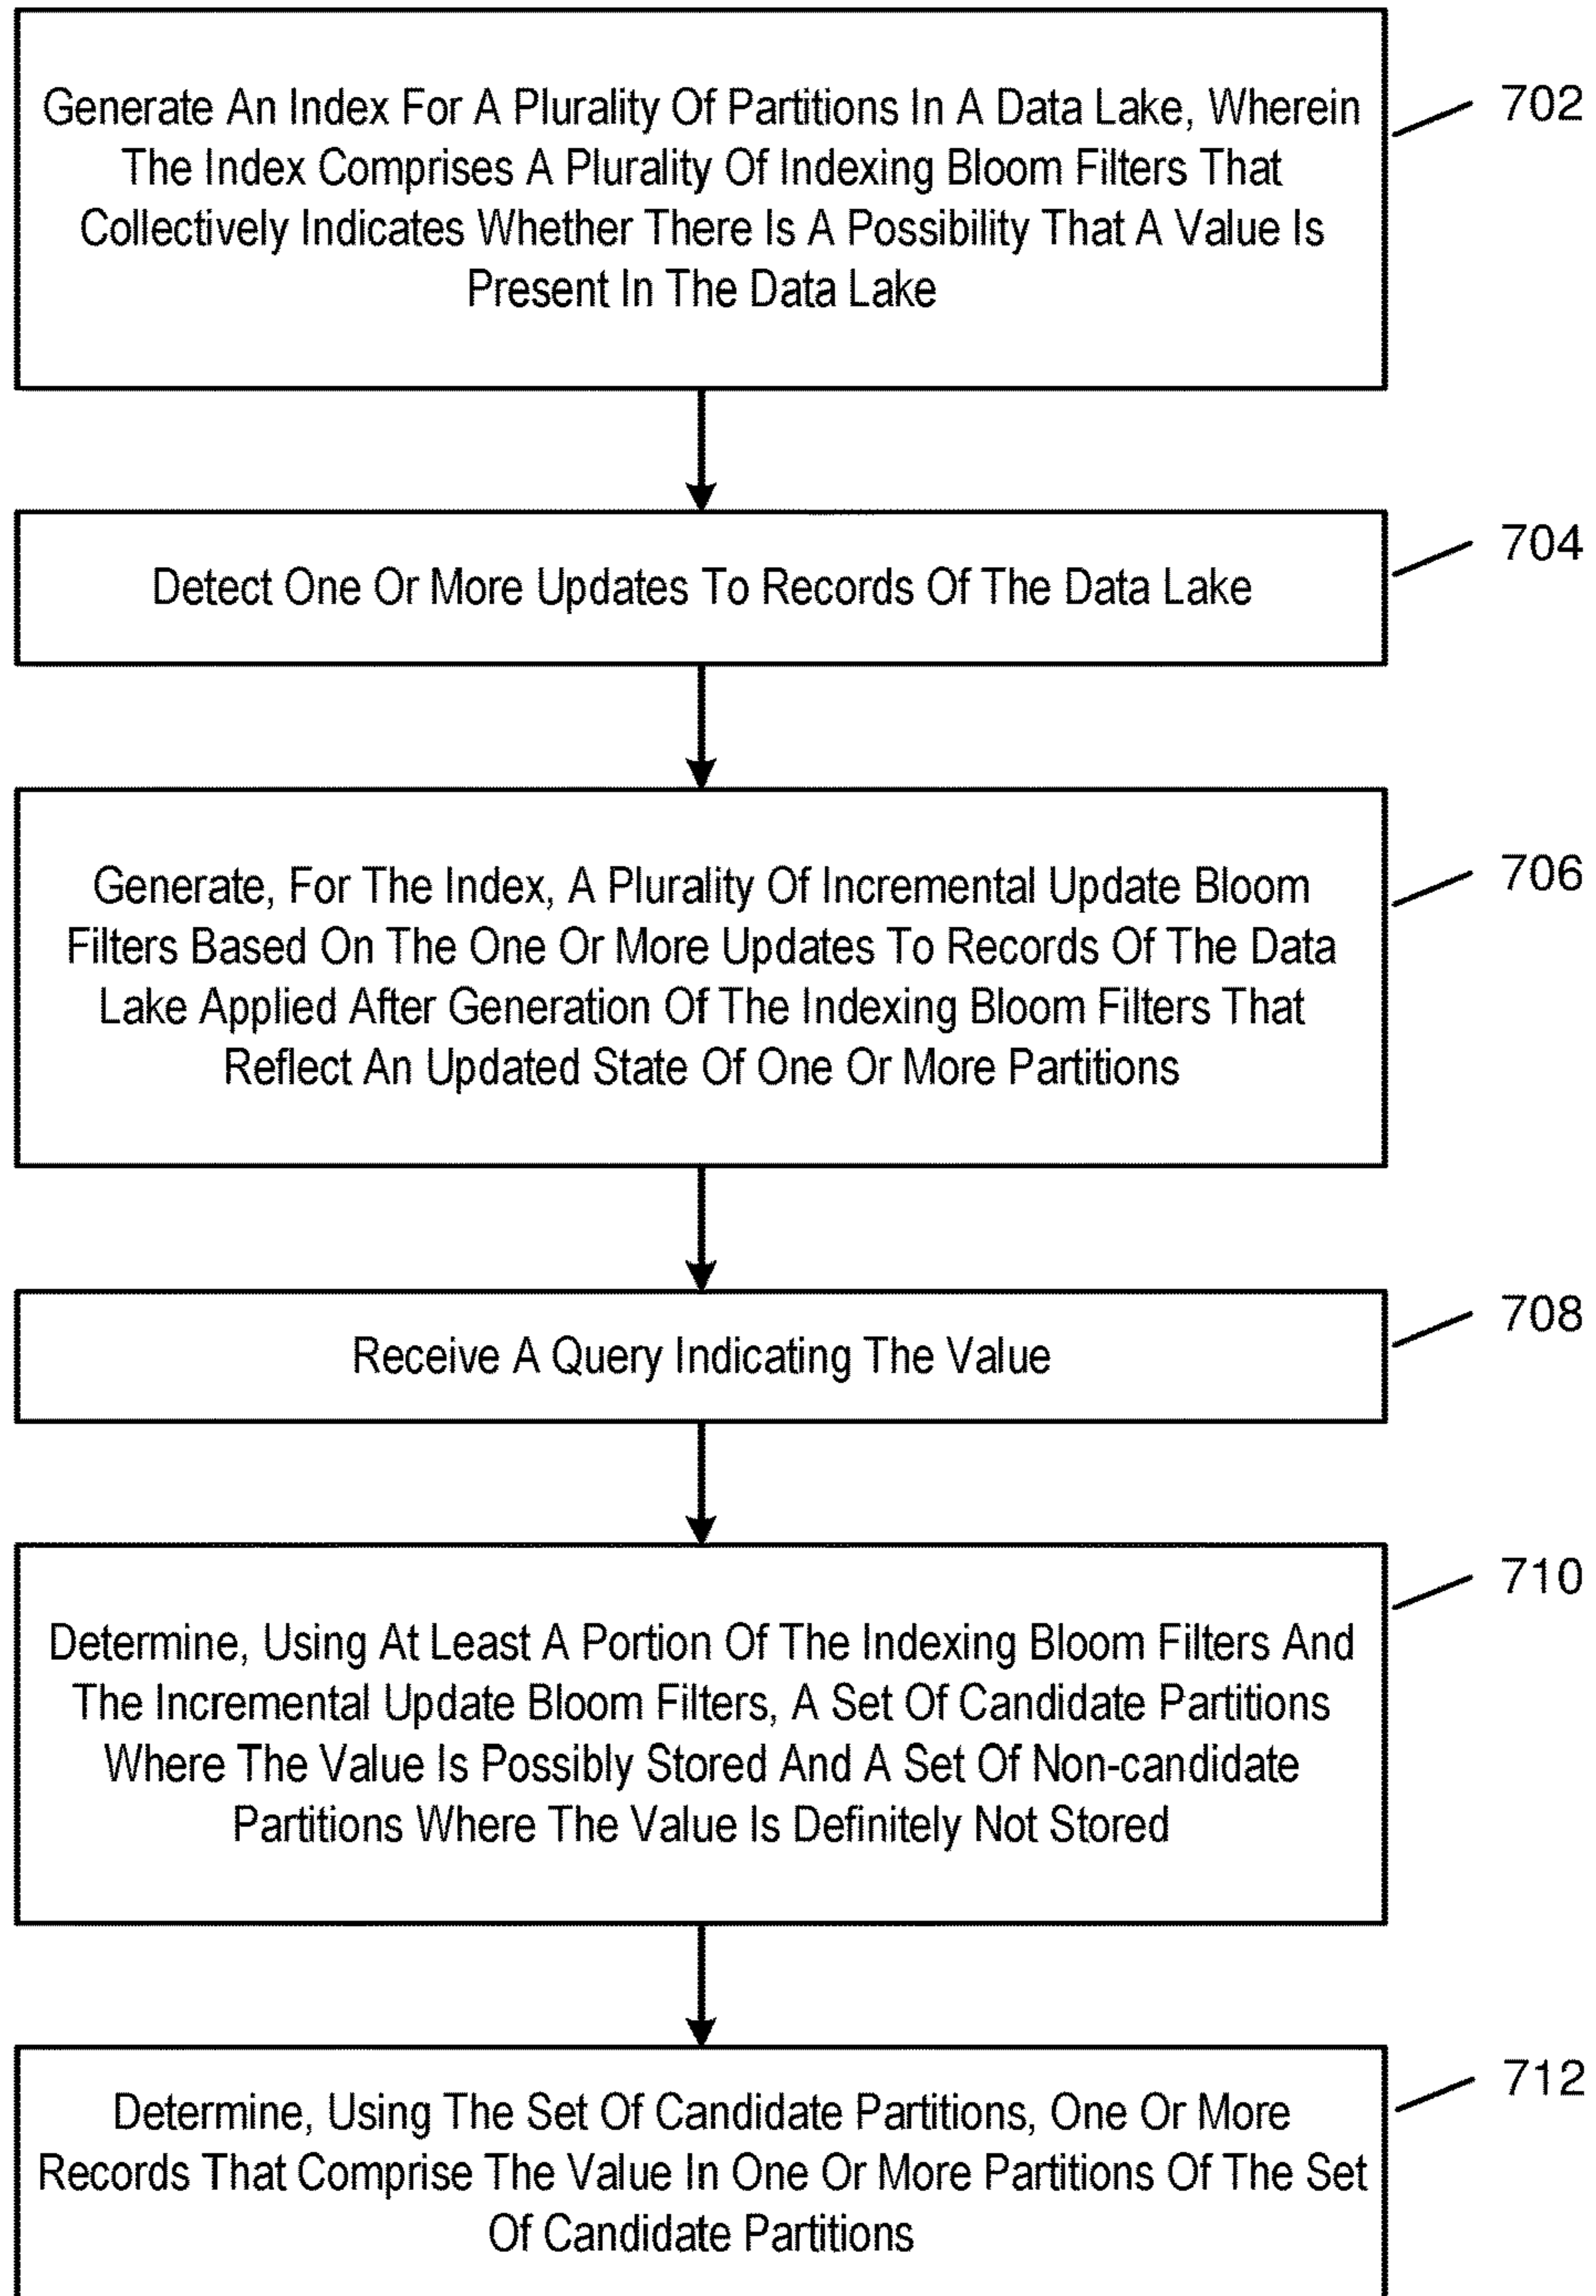 Generate An Index For A Plurality Of Partitions In A Data Lake, Wherein
The Index Comprises A Plurality Of Indexing Bloom Filters That
Collectively Indicates Whether There Is A Possibility That A Value Is
Present In The Data Lake
702
Detect One Or More Updates To Records Of The Data Lake
704
Generate, For The Index, A Plurality Of Incremental Update Bloom
Filters Based On The One Or More Updates To Records Of The Data
Lake Applied After Generation Of The Indexing Bloom Filters That
Reflect An Updated State Of One Or More Partitions
706
Receive A Query Indicating The Value
708
Determine, Using At Least A Portion Of The Indexing Bloom Filters And
The Incremental Update Bloom Filters, A Set Of Candidate Partitions
Where The Value Is Possibly Stored And A Set Of Non-candidate
Partitions Where The Value Is Definitely Not Stored
710
Determine, Using The Set Of Candidate Partitions, One Or More
Records That Comprise The Value In One Or More Partitions Of The Set
Of Candidate Partitions
712